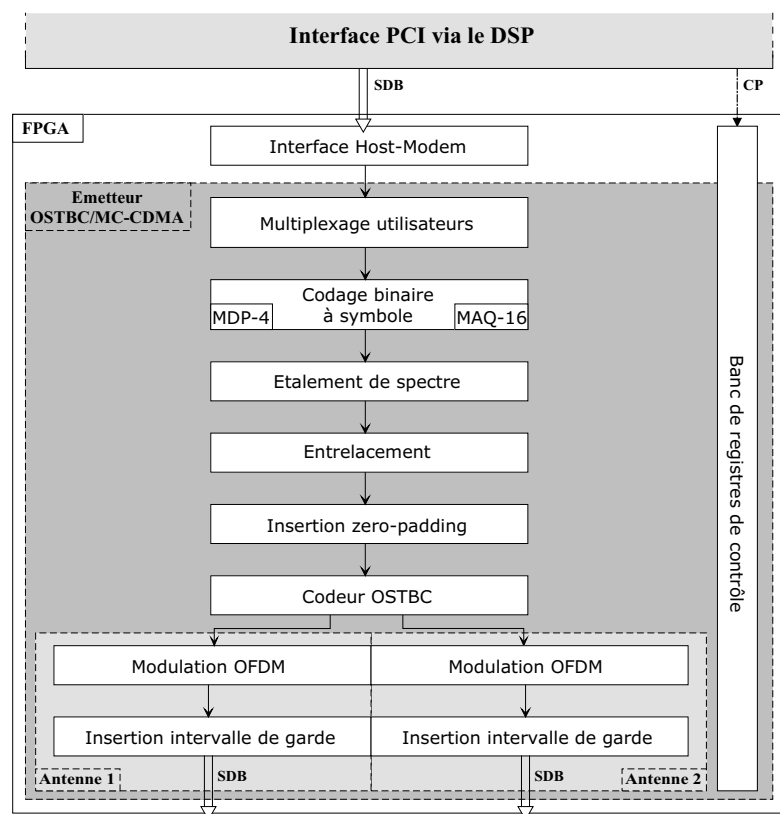 Interface PCI via le DSP
SDB
CP
FPGA
Interface Host-Modem
Emetteur
OSTBC/MC-CDMA
Multiplexage utilisateurs
Codage binaire
à symbole
MDP-4
MAQ-16
Etalement de spectre
Entrelacement
Insertion zero-padding
Codeur OSTBC
Banc de registres de contrôle
Modulation OFDM
Modulation OFDM
Insertion intervalle de garde
Insertion intervalle de garde
Antenne 1
SDB
SDB
Antenne 2